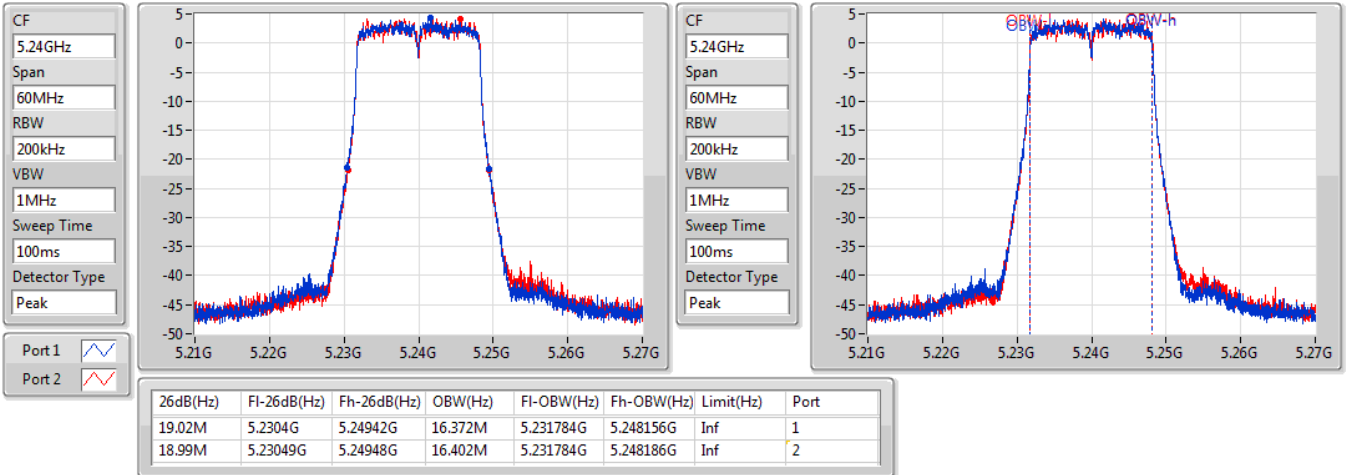 CF
5.24GHz
Span
60MHz
RBW
200kHz
VBW
1MHz
Sweep Time
100ms
Detector Type
Peak
Port 1
Port 2
5
0
-5
-10
-15
-20
-25
-30
-35
-40
-45
-50
5.21G 5.22G 5.23G 5.24G 5.25G 5.26G 5.27G
CF
5.24GHz
Span
60MHz
RBW
200kHz
VBW
1MHz
Sweep Time
100ms
Detector Type
Peak
OBW-l OBW-h
5
0
-5
-10
-15
-20
-25
-30
-35
-40
-45
-50
5.21G 5.22G 5.23G 5.24G 5.25G 5.26G 5.27G
26dB(Hz) Fl-26dB(Hz) Fh-26dB(Hz) OBW(Hz) Fl-OBW(Hz) Fh-OBW(Hz) Limit(Hz) Port
19.02M 5.2304G 5.24942G 16.372M 5.231784G 5.248156G Inf 1
18.99M 5.23049G 5.24948G 16.402M 5.231784G 5.248186G Inf 2